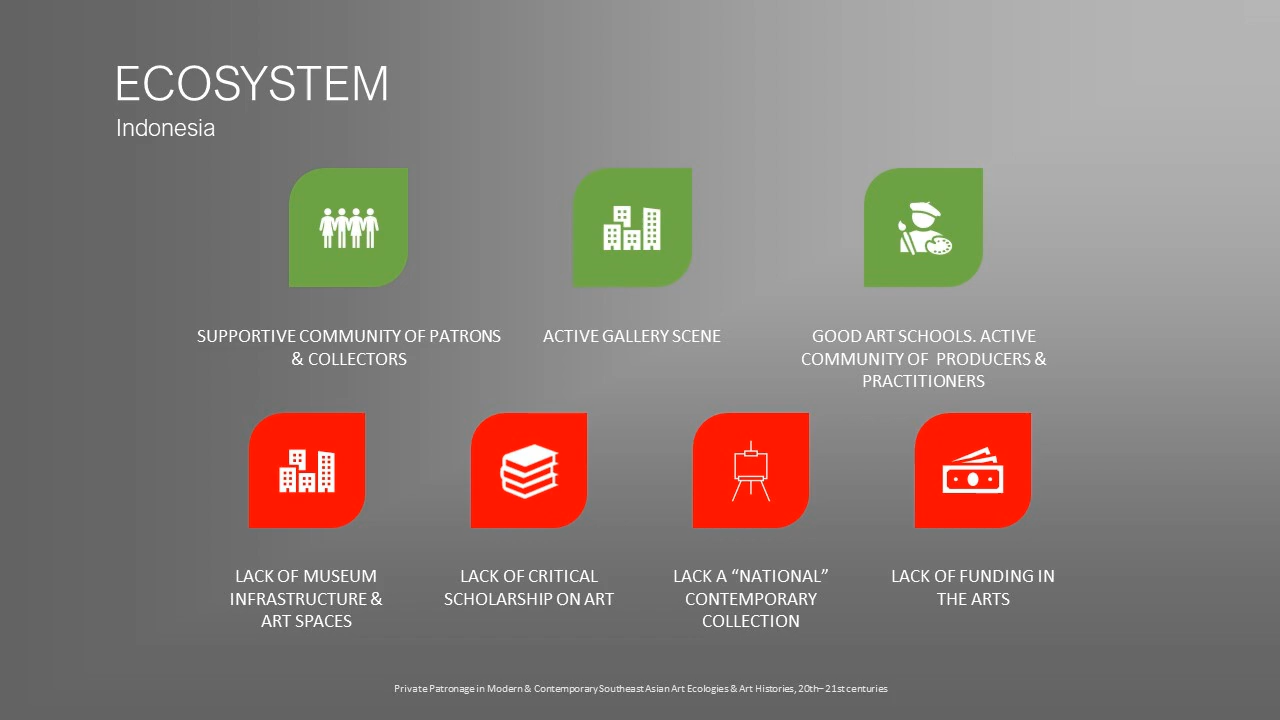 ECOSYSTEM
Indonesia
SUPPORTIVE COMMUNITY OF PATRONS
& COLLECTORS
ACTIVE GALLERY SCENE
GOOD ART SCHOOLS. ACTIVE
COMMUNITY OF PRODUCERS &
PRACTITIONERS
LACK OF MUSEUM
INFRASTRUCTURE &
ART SPACES
LACK OF CRITICAL
SCHOLARSHIP ON ART
LACK A “NATIONAL”
CONTEMPORARY
COLLECTION
LACK OF FUNDING IN
THE ARTS
Private Patronage in Modern & Contemporary Southeast Asian Art Ecologies & Art Histories, 20th–21st centuries